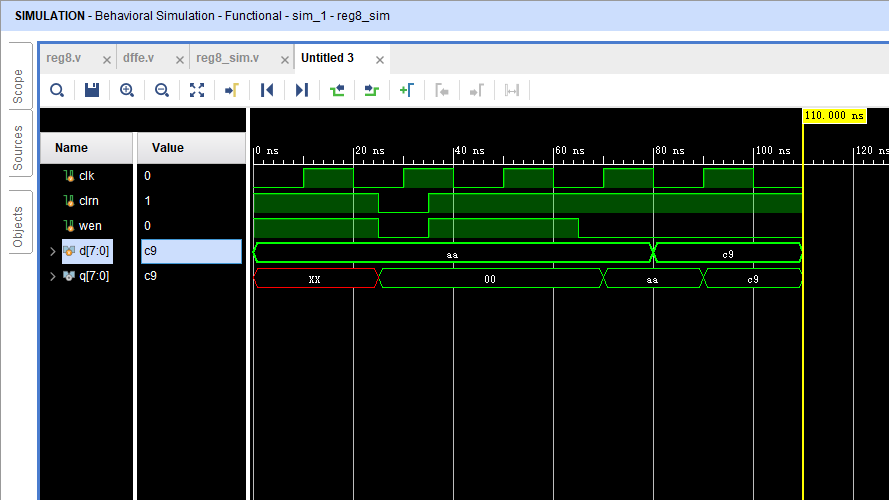 SIMULATION - Behavioral Simulation - Functional - sim_1 - reg8_sim
Scope
Sources
Objects
reg8.v
dffe.v
reg8_sim.v
Untitled 3
110.000 ns
Name
Value
0 ns
20 ns
40 ns
60 ns
80 ns
100 ns
120 ns
clk
0
clrn
1
wen
0
d[7:0]
c9
aa
c9
q[7:0]
c9
XX
00
aa
c9